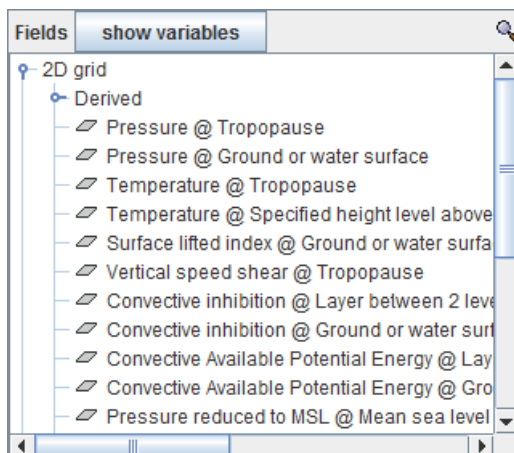 Fields show variables
2D grid
Derived
Pressure @ Tropopause
Pressure @ Ground or water surface
Temperature @ Tropopause
Temperature @ Specified height level above
Surface lifted index @ Ground or water surfa
Vertical speed shear @ Tropopause
Convective inhibition @ Layer between 2 leve
Convective inhibition @ Ground or water surf
Convective Available Potential Energy @ Lay
Convective Available Potential Energy @ Gro
Pressure reduced to MSL @ Mean sea level